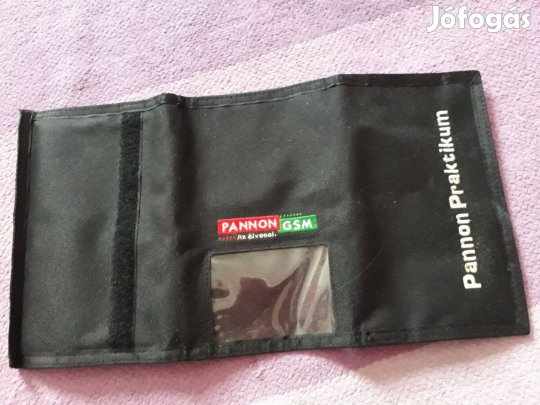 Jófogás
PANNON GSM
Az élvonal.
Pannon Praktikum